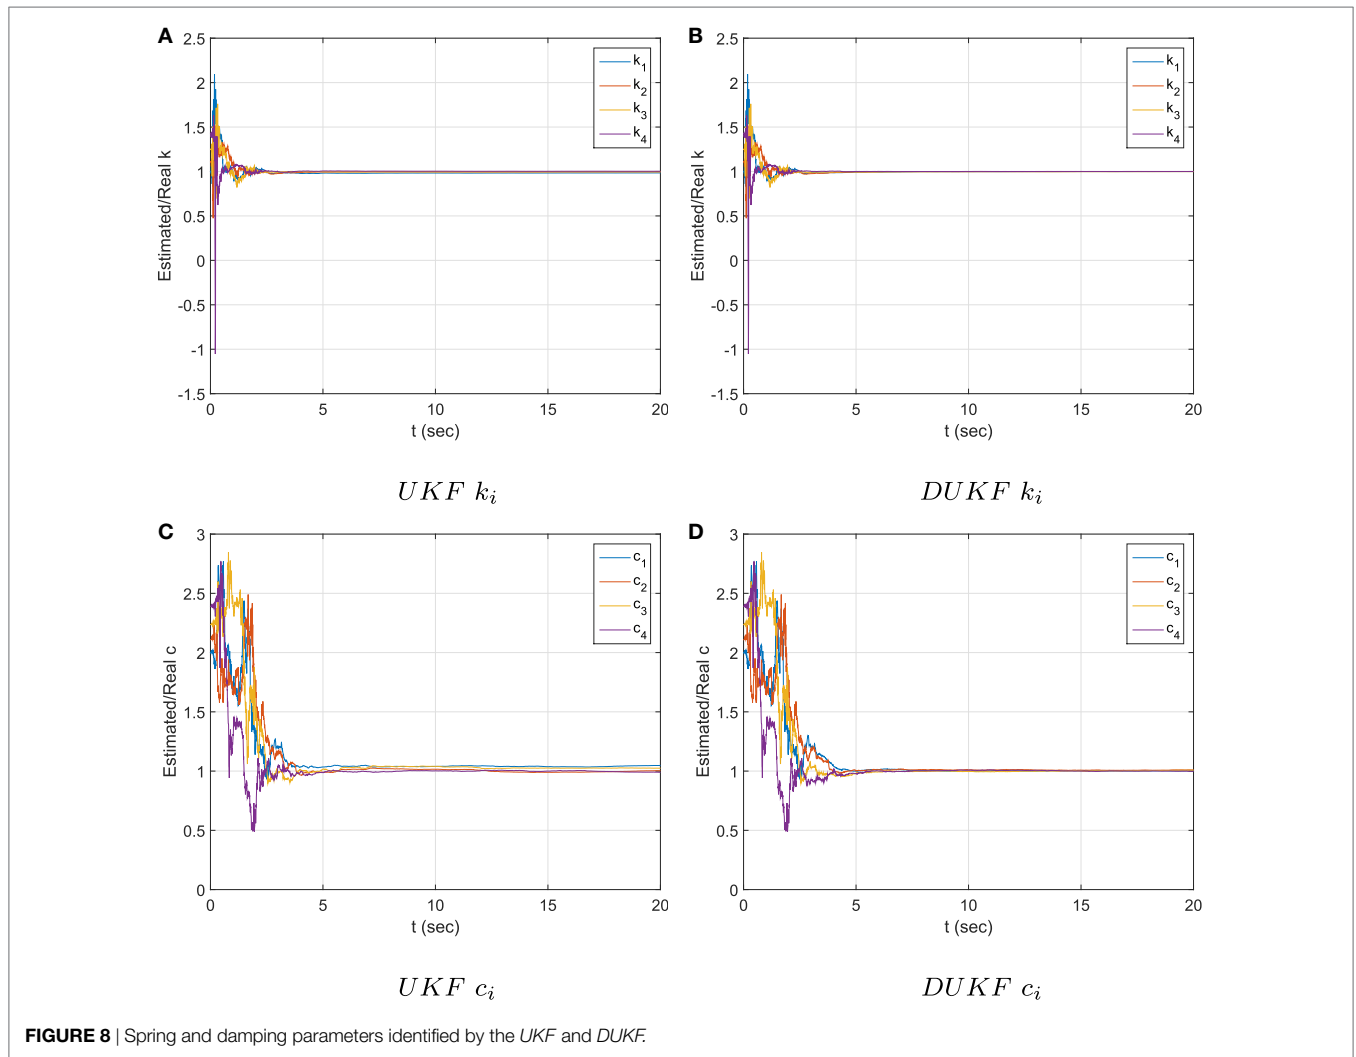 A
B
2.5
2
1.5
1
0.5
0
-0.5
-1
-1.5
Estimated/Real k
k1
k2
k3
k4
0 5 10 15 20
t (sec)
2.5
2
1.5
1
0.5
0
-0.5
-1
-1.5
Estimated/Real k
k1
k2
k3
k4
0 5 10 15 20
t (sec)
UKF ki
DUKF ki
C
D
3
2.5
2
1.5
1
0.5
0
Estimated/Real c
c1
c2
c3
c4
0 5 10 15 20
t (sec)
3
2.5
2
1.5
1
0.5
0
Estimated/Real c
c1
c2
c3
c4
0 5 10 15 20
t (sec)
UKF ci
DUKF ci
FIGURE 8 | Spring and damping parameters identified by the UKF and DUKF.